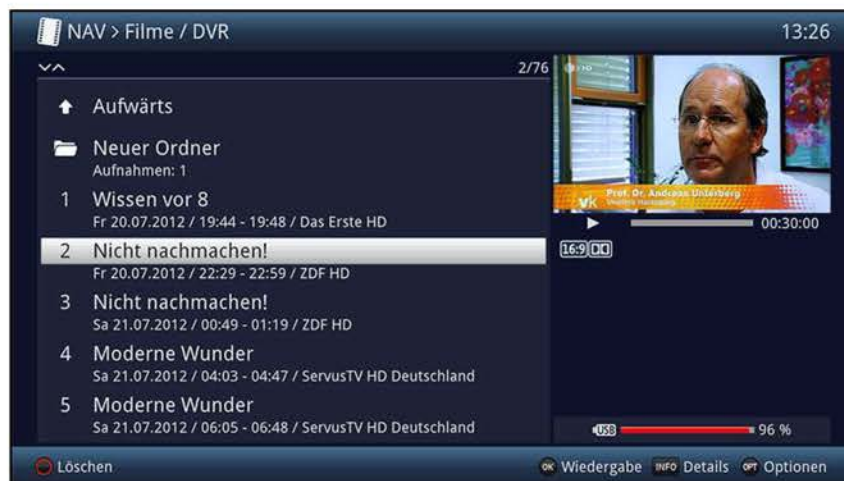 NAV > Filme / DVR
13:26
2/76
Aufwärts
Neuer Ordner
Aufnahmen: 1
1 Wissen vor 8
Fr 20.07.2012 / 19:44 - 19:48 / Das Erste HD
2 Nicht nachmachen!
Fr 20.07.2012 / 22:29 - 22:59 / ZDF HD
3 Nicht nachmachen!
Sa 21.07.2012 / 00:49 - 01:19 / ZDF HD
4 Moderne Wunder
Sa 21.07.2012 / 04:03 - 04:47 / ServusTV HD Deutschland
5 Moderne Wunder
Sa 21.07.2012 / 06:05 - 06:48 / ServusTV HD Deutschland
vk Prof. Dr. Andreas Unterberg
00:30:00
16:9
USB 96 %
Löschen
OK Wiedergabe INFO Details OPT Optionen